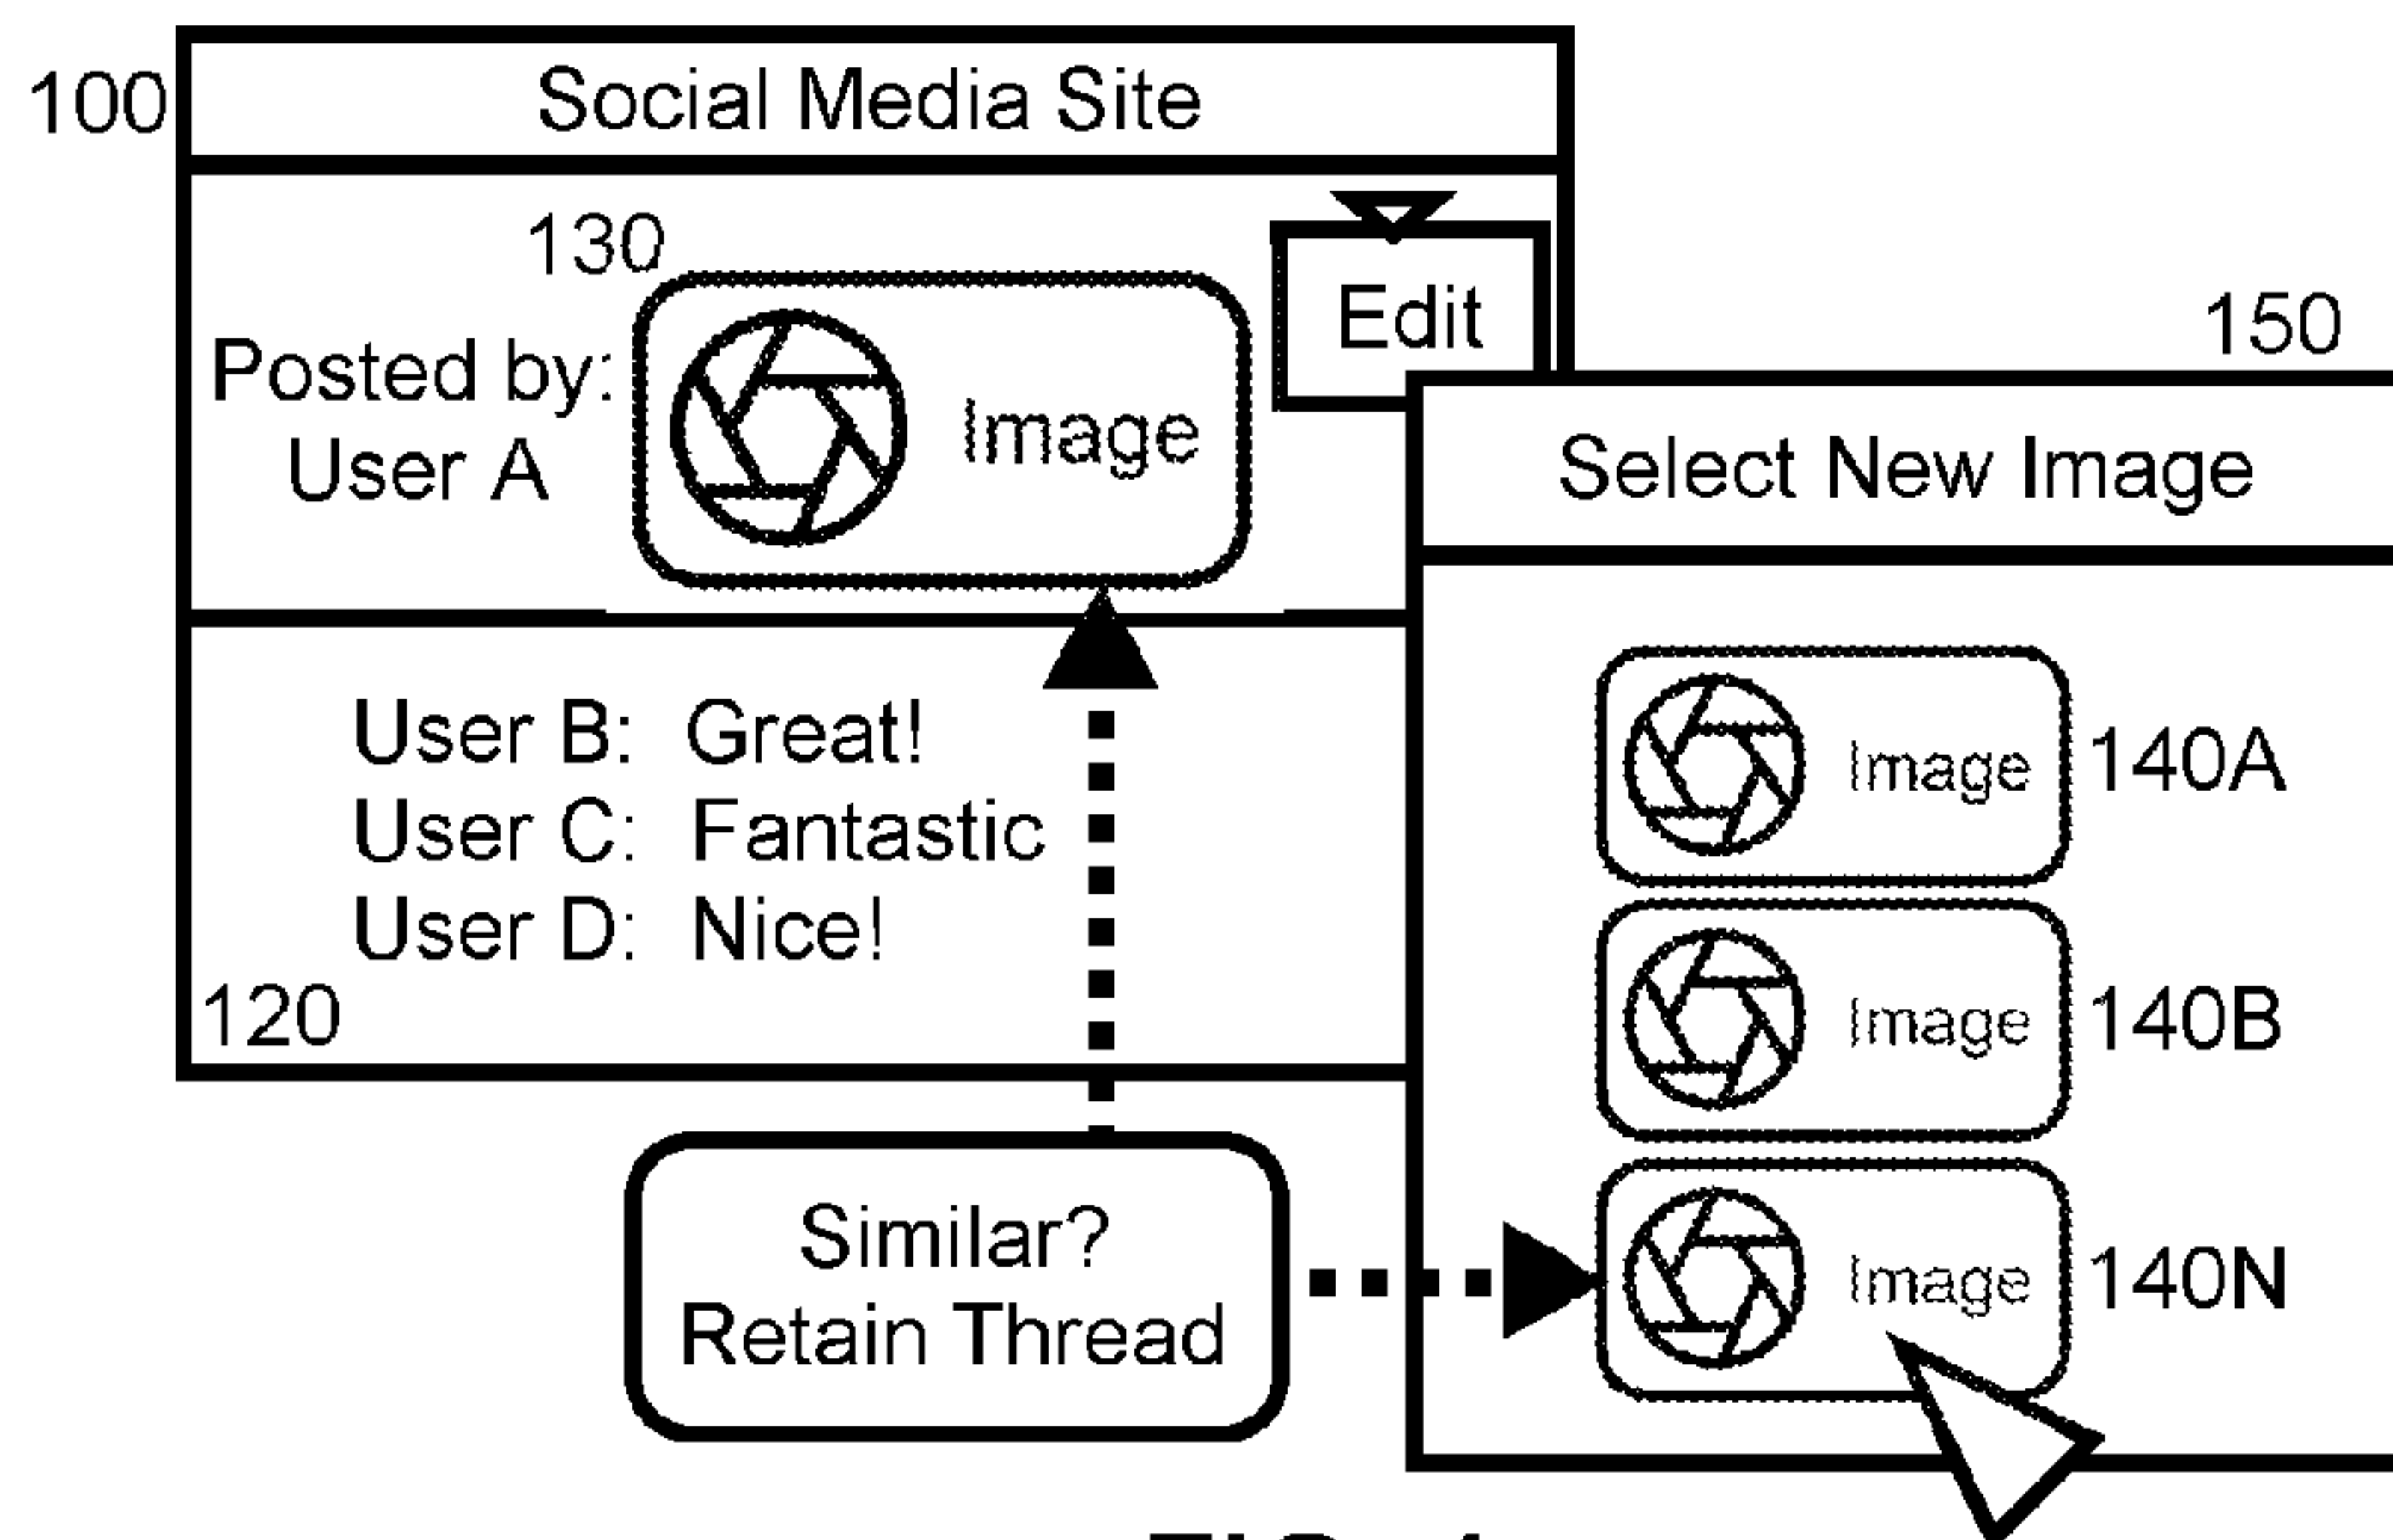 100
Social Media Site
130
Edit
Posted by:
User A
Image
150
Select New Image
User B: Great!
User C: Fantastic
User D: Nice!
120
Image 140A
Image 140B
Image 140N
Similar?
Retain Thread